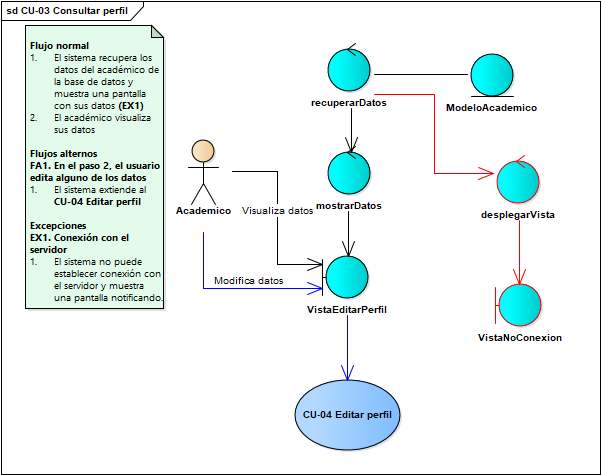 sd CU-03 Consultar perfil
Flujo normal
1. El sistema recupera los
datos del académico de
la base de datos y
muestra una pantalla
con sus datos (EX1)
2. El académico visualiza
sus datos
Flujos alternos
FA1. En el paso 2, el usuario
edita alguno de los datos
1. El sistema extiende al
CU-04 Editar perfil
Excepciones
EX1. Conexión con el
servidor
1. El sistema no puede
establecer conexión con
el servidor y muestra
una pantalla notificando.
recuperarDatos
ModeloAcademico
mostrarDatos
desplegarVista
Academico
Visualiza datos
Modifica datos
VistaEditarPerfil
VistaNoConexion
CU-04 Editar perfil